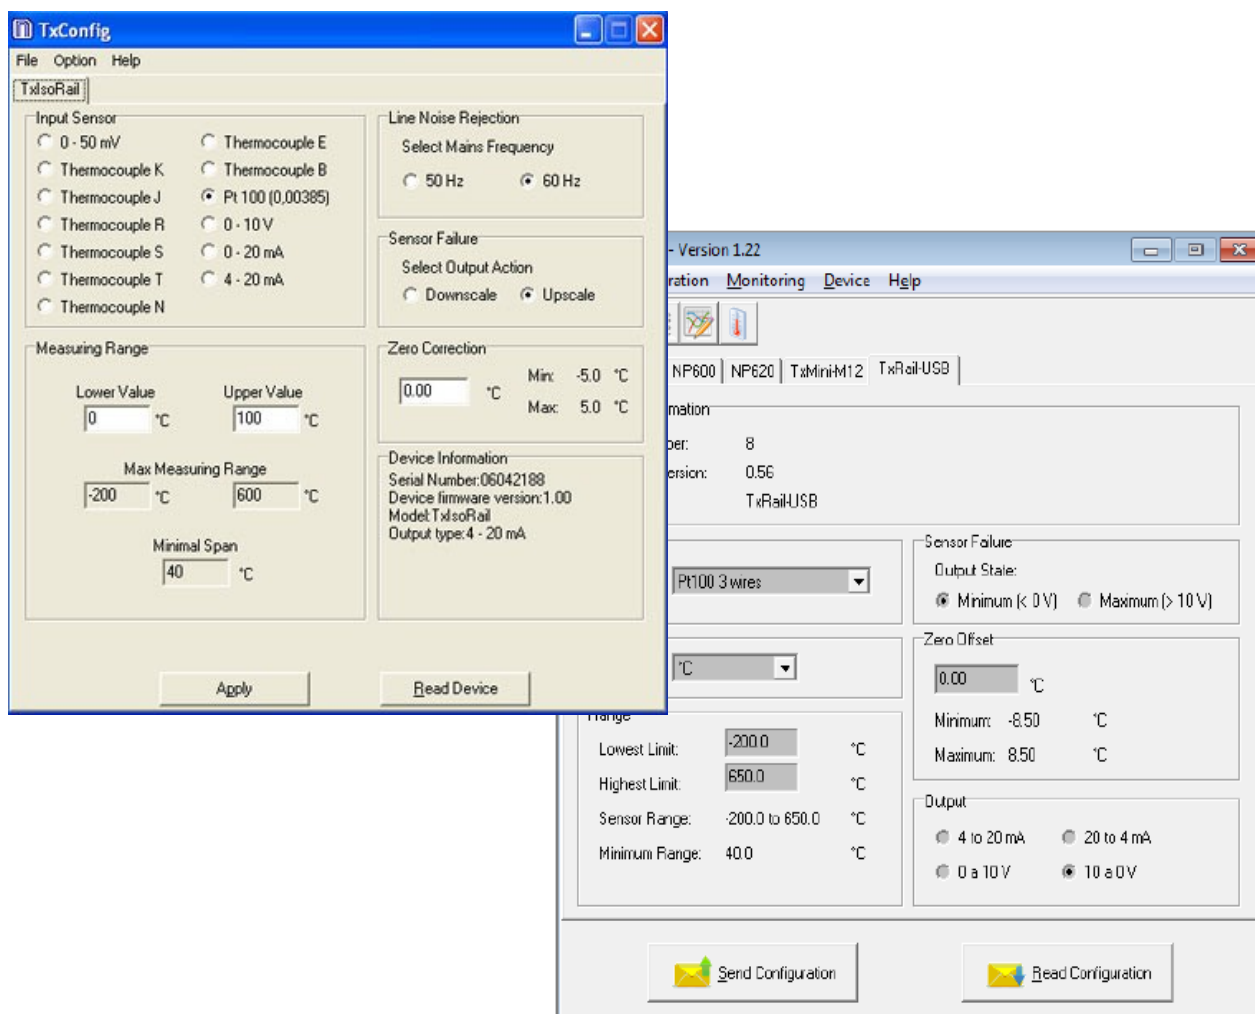 TxConfig
File Option Help
TxIsoRail
Input Sensor
0 - 50 mV
Thermocouple K
Thermocouple J
Thermocouple R
Thermocouple S
Thermocouple T
Thermocouple N
Thermocouple E
Thermocouple B
Pt 100 (0,00385)
0 - 10 V
0 - 20 mA
4 - 20 mA
Line Noise Rejection
Select Mains Frequency
50 Hz 60 Hz
Sensor Failure
Select Output Action
Downscale Upscale
Measuring Range
Lower Value Upper Value
0 °C 100 °C
Max Measuring Range
-200 °C 600 °C
Minimal Span
40 °C
Zero Correction
0.00 °C
Min: -5.0 °C
Max: 5.0 °C
Device Information
Serial Number:06042188
Device firmware version:1.00
Model:TxIsoRail
Output type:4 - 20 mA
Apply Read Device
- Version 1.22
ration Monitoring Device Help
NP600 NP620 TxMini-M12 TxRail-USB
mation
ber: 8
ersion: 0.56
TxRail-USB
Pt100 3 wires
Sensor Failure
Output State:
Minimum (< 0 V) Maximum (> 10 V)
°C
Zero Offset
0.00 °C
Minimum: -8.50 °C
Maximum: 8.50 °C
Range
Lowest Limit: -200.0 °C
Highest Limit: 650.0 °C
Sensor Range: -200.0 to 650.0 °C
Minimum Range: 40.0 °C
Output
4 to 20 mA 20 to 4 mA
0 a 10 V 10 a 0 V
Send Configuration Read Configuration